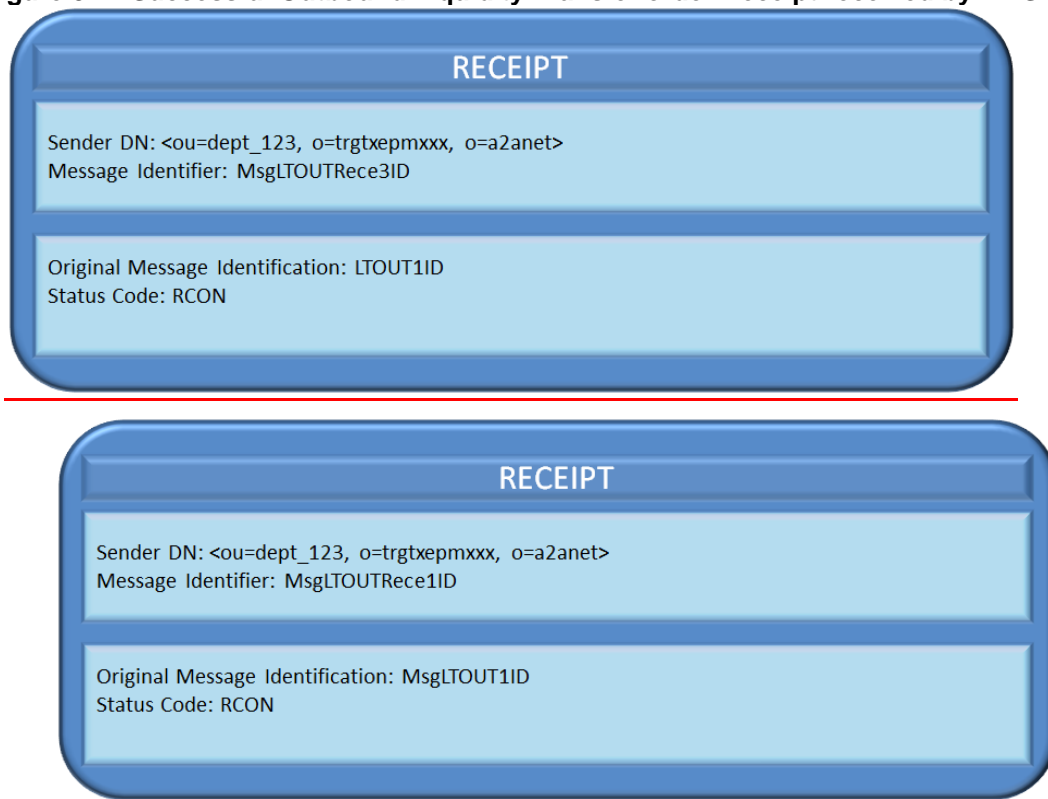 RECEIPT
Sender DN: <ou=dept_123, o=trgtxepmxxx, o=a2anet>
Message Identifier: MsgLTOUTRece3ID
Original Message Identification: LTOUT1ID
Status Code: RCON
RECEIPT
Sender DN: <ou=dept_123, o=trgtxepmxxx, o=a2anet>
Message Identifier: MsgLTOUTRece1ID
Original Message Identification: MsgLTOUT1ID
Status Code: RCON